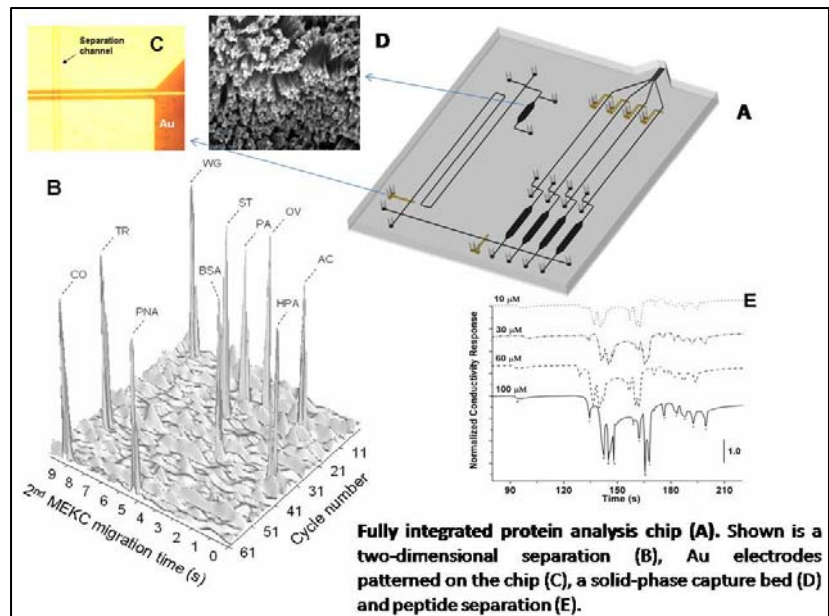 Separation
channel
C
Au
D
A
B
WG
ST
PA
OV
TR
BSA
AC
CO
PNA
HPA
9 8 7 6 5 4 3 2 1 0
2nd MEKC migration time (s)
11
21
31
41
51
61
Cycle number
E
10 μM
30 μM
60 μM
100 μM
1.0
Normalized Conductivity Response
90 120 150 180 210
Time (s)
Fully integrated protein analysis chip (A). Shown is a
two-dimensional separation (B), Au electrodes
patterned on the chip (C), a solid-phase capture bed (D)
and peptide separation (E).